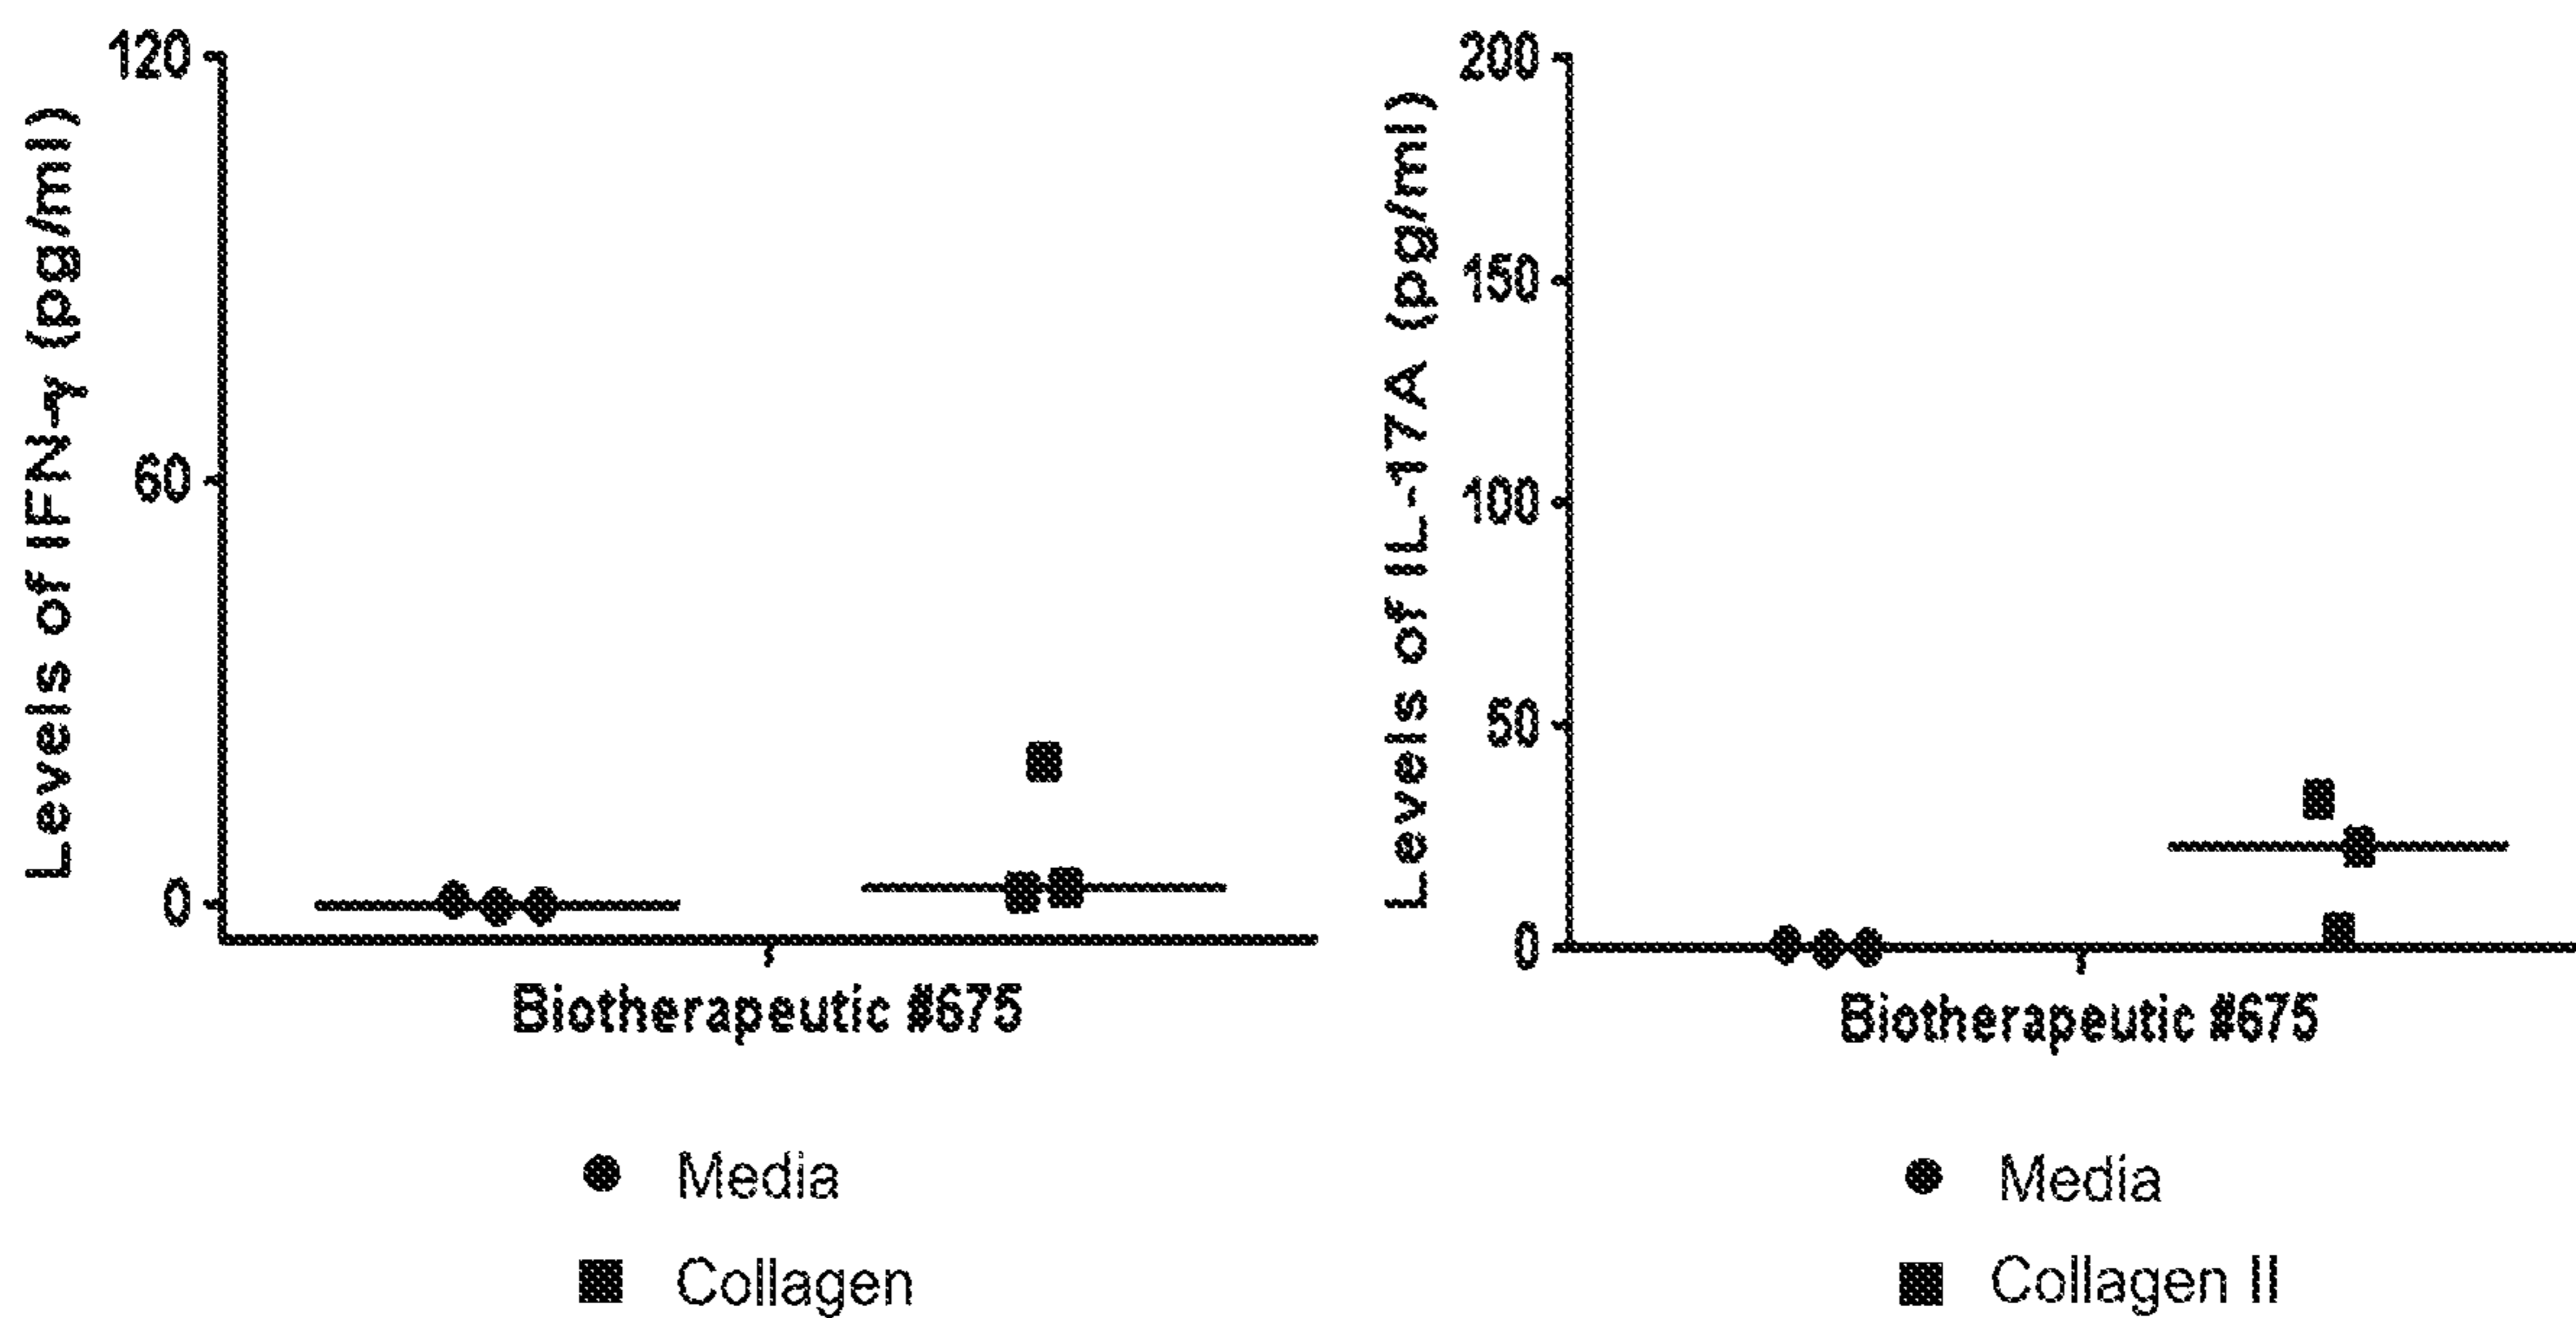 Levels of IFN-γ (pg/ml)
120
60
0
Biotherapeutic #675
Media
Collagen
Levels of IL-17A (pg/ml)
200
150
100
50
0
Biotherapeutic #675
Media
Collagen II